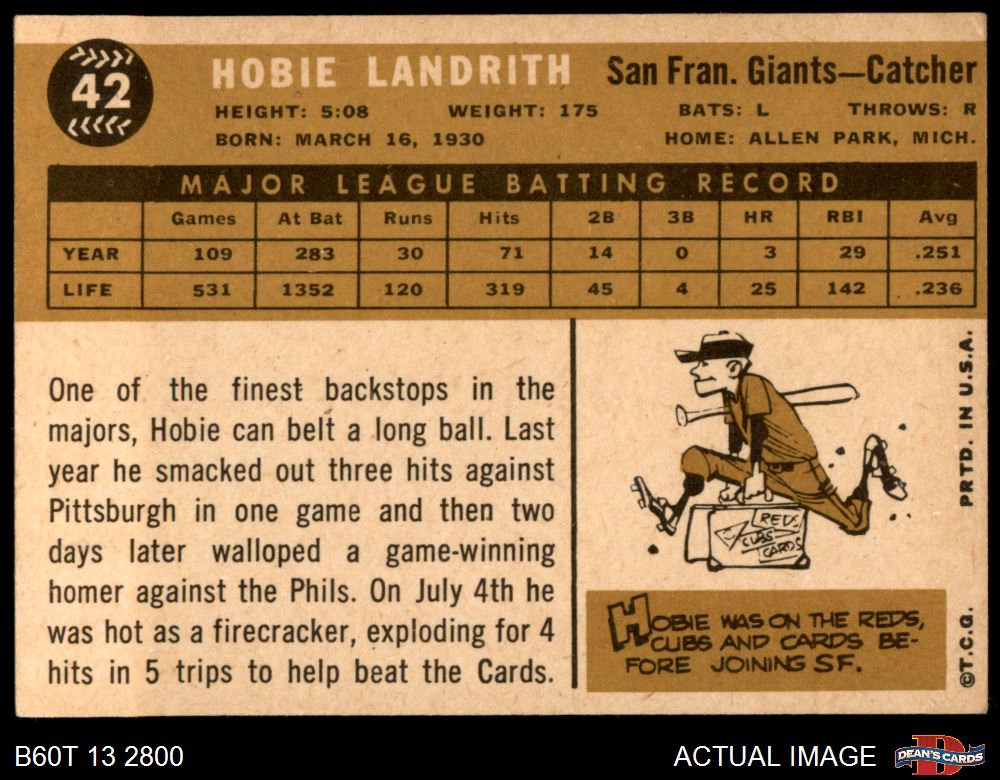 42
HOBIE LANDRITH San Fran. Giants—Catcher
HEIGHT: 5:08 WEIGHT: 175 BATS: L THROWS: R
BORN: MARCH 16, 1930 HOME: ALLEN PARK, MICH.
MAJOR LEAGUE BATTING RECORD
Games At Bat Runs Hits 2B 3B HR RBI Avg
YEAR 109 283 30 71 14 0 3 29 .251
LIFE 531 1352 120 319 45 4 25 142 .236
One of the finest backstops in the
majors, Hobie can belt a long ball. Last
year he smacked out three hits against
Pittsburgh in one game and then two
days later walloped a game-winning
homer against the Phils. On July 4th he
was hot as a firecracker, exploding for 4
hits in 5 trips to help beat the Cards.
REDS
CUBS
CARDS
HOBIE WAS ON THE REDS,
CUBS AND CARDS BE-
FORE JOINING SF.
PRTD. IN U.S.A.
©T.C.G.
B60T 13 2800
ACTUAL IMAGE
D
DEAN'S CARDS